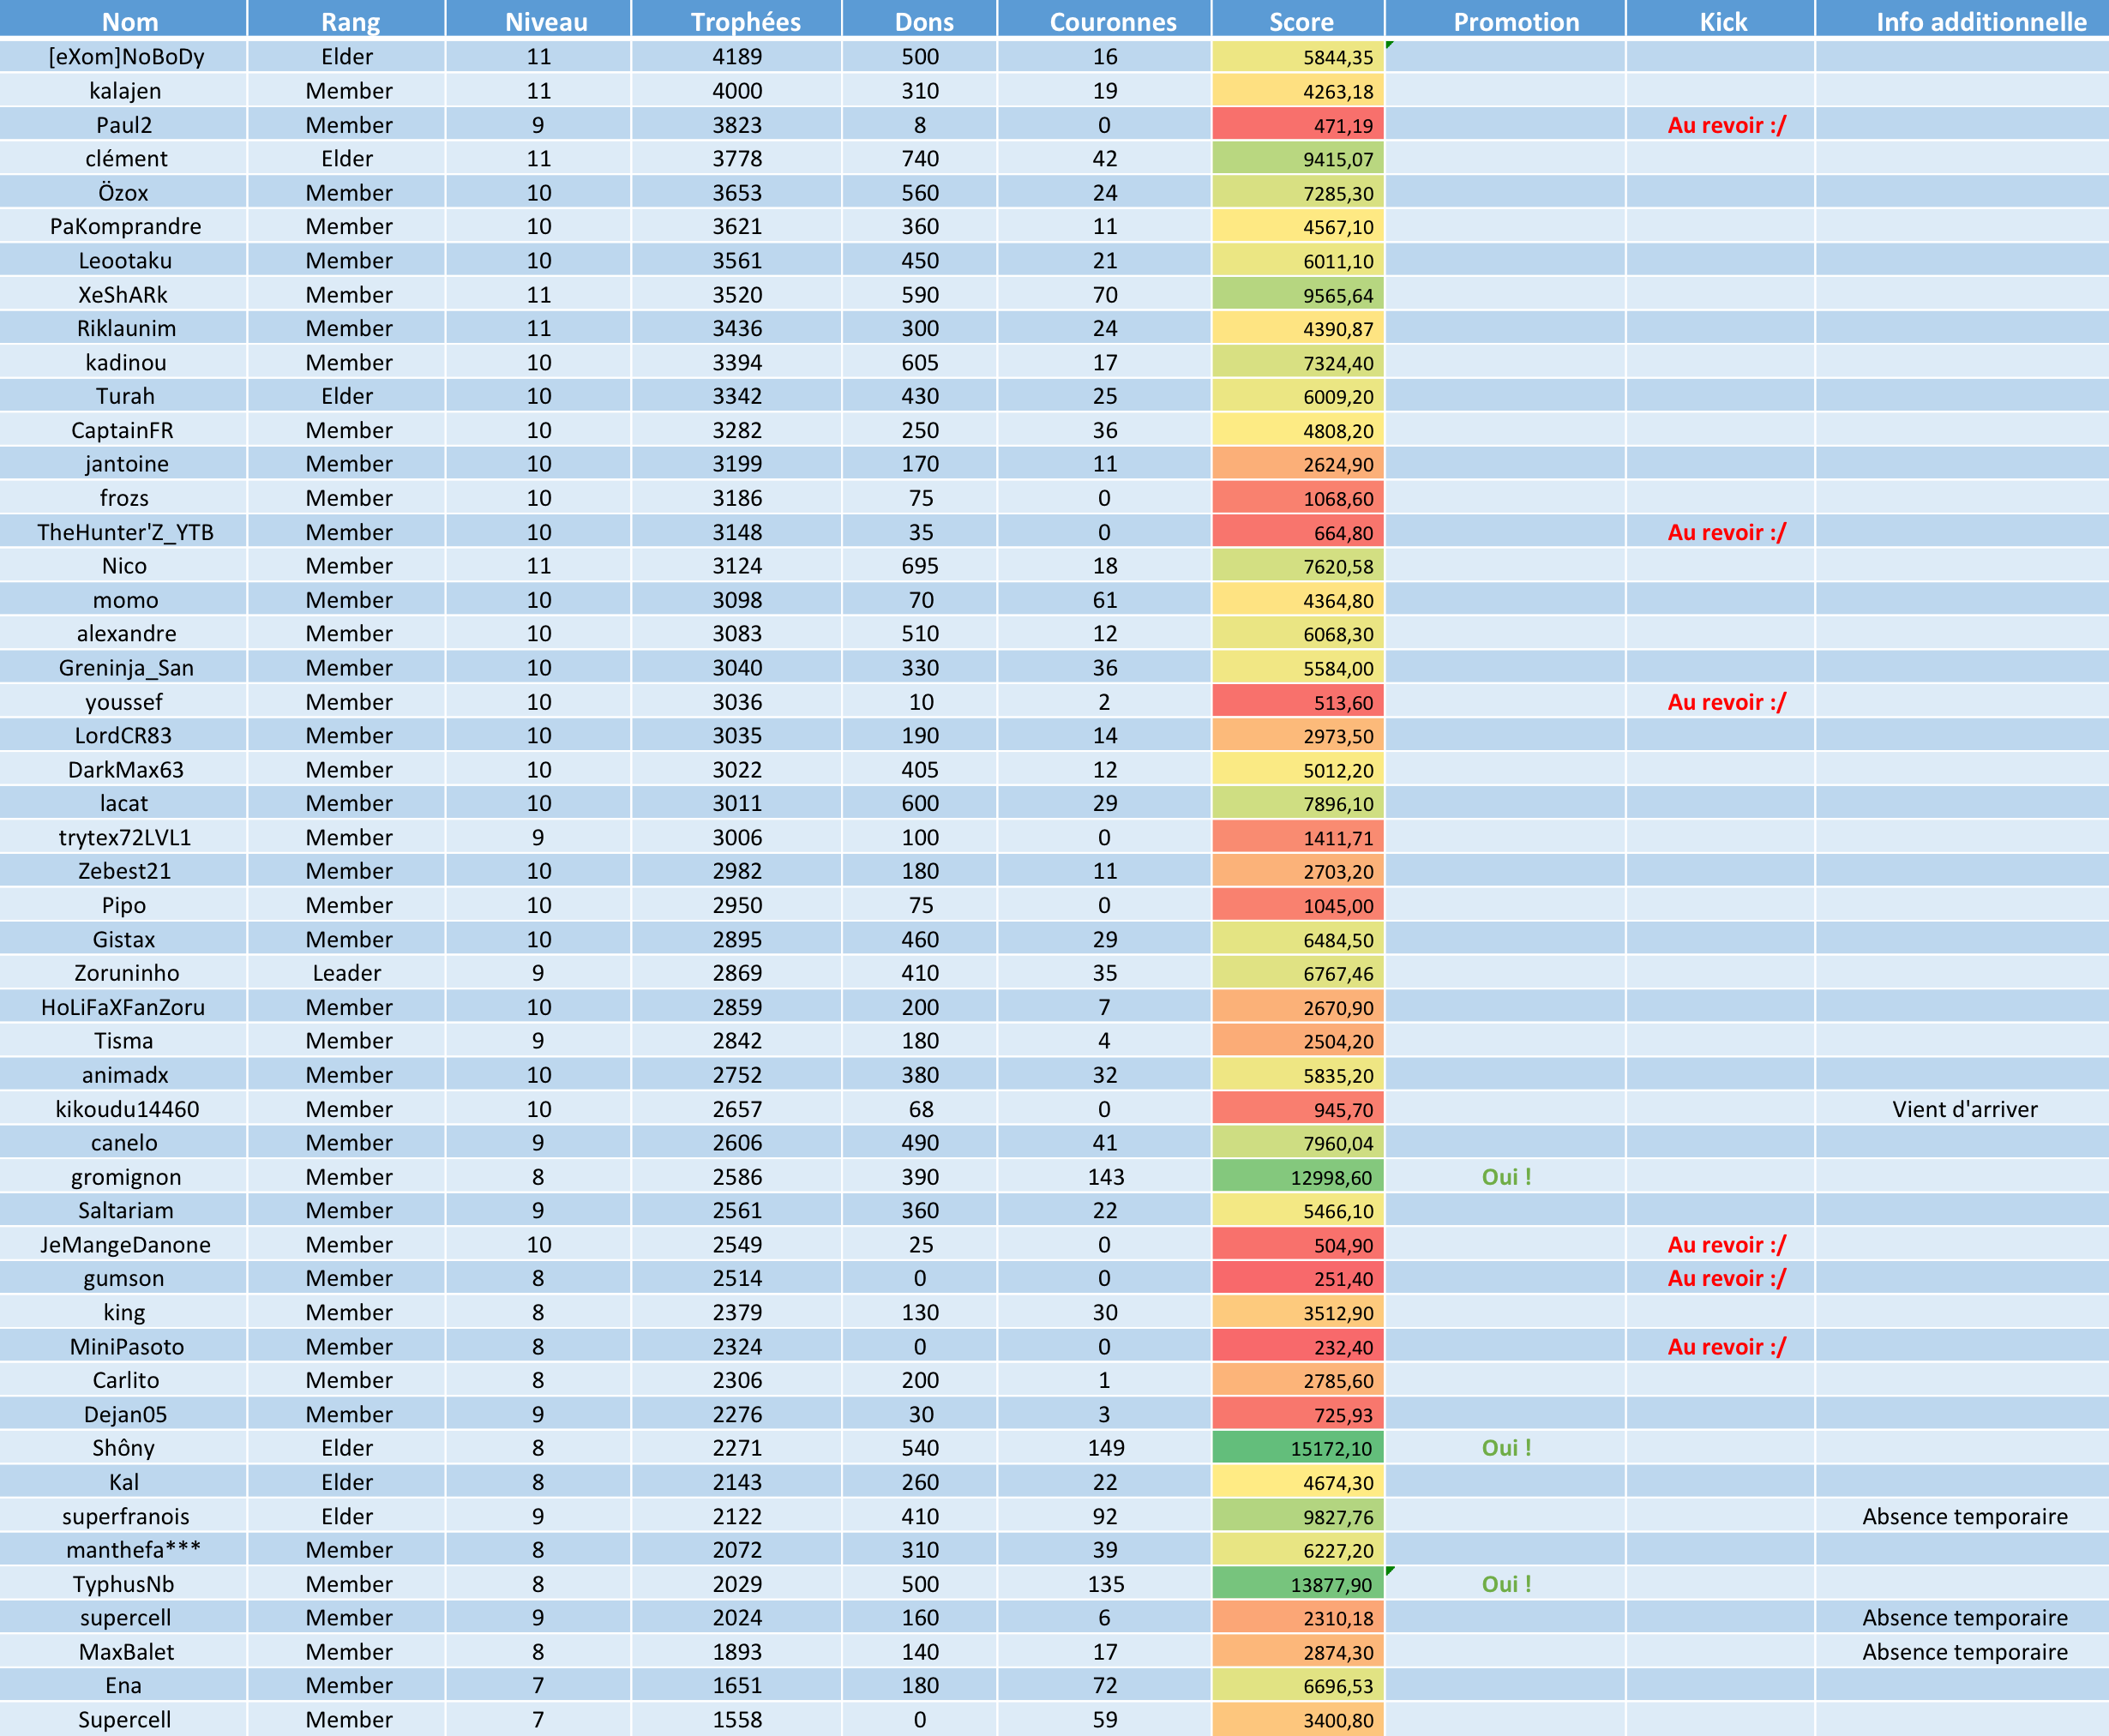 Nom Rang Niveau Trophées Dons Couronnes Score Promotion Kick Info additionnelle
[eXom]NoBoDy Elder 11 4189 500 16 5844,35
kalajen Member 11 4000 310 19 4263,18
Paul2 Member 9 3823 8 0 471,19 Au revoir :/
clément Elder 11 3778 740 42 9415,07
Özox Member 10 3653 560 24 7285,30
PaKomprandre Member 10 3621 360 11 4567,10
Leootaku Member 10 3561 450 21 6011,10
XeShARk Member 11 3520 590 70 9565,64
Riklaunim Member 11 3436 300 24 4390,87
kadinou Member 10 3394 605 17 7324,40
Turah Elder 10 3342 430 25 6009,20
CaptainFR Member 10 3282 250 36 4808,20
jantoine Member 10 3199 170 11 2624,90
frozs Member 10 3186 75 0 1068,60
TheHunter'Z_YTB Member 10 3148 35 0 664,80 Au revoir :/
Nico Member 11 3124 695 18 7620,58
momo Member 10 3098 70 61 4364,80
alexandre Member 10 3083 510 12 6068,30
Greninja_San Member 10 3040 330 36 5584,00
youssef Member 10 3036 10 2 513,60 Au revoir :/
LordCR83 Member 10 3035 190 14 2973,50
DarkMax63 Member 10 3022 405 12 5012,20
lacat Member 10 3011 600 29 7896,10
trytex72LVL1 Member 9 3006 100 0 1411,71
Zebest21 Member 10 2982 180 11 2703,20
Pipo Member 10 2950 75 0 1045,00
Gistax Member 10 2895 460 29 6484,50
Zoruninho Leader 9 2869 410 35 6767,46
HoLiFaXFanZoru Member 10 2859 200 7 2670,90
Tisma Member 9 2842 180 4 2504,20
animadx Member 10 2752 380 32 5835,20
kikoudu14460 Member 10 2657 68 0 945,70 Vient d'arriver
canelo Member 9 2606 490 41 7960,04
gromignon Member 8 2586 390 143 12998,60 Oui !
Saltariam Member 9 2561 360 22 5466,10
JeMangeDanone Member 10 2549 25 0 504,90 Au revoir :/
gumson Member 8 2514 0 0 251,40 Au revoir :/
king Member 8 2379 130 30 3512,90
MiniPasoto Member 8 2324 0 0 232,40 Au revoir :/
Carlito Member 8 2306 200 1 2785,60
Dejan05 Member 9 2276 30 3 725,93
Shôny Elder 8 2271 540 149 15172,10 Oui !
Kal Elder 8 2143 260 22 4674,30
superfranois Elder 9 2122 410 92 9827,76 Absence temporaire
manthefa*** Member 8 2072 310 39 6227,20
TyphusNb Member 8 2029 500 135 13877,90 Oui !
supercell Member 9 2024 160 6 2310,18 Absence temporaire
MaxBalet Member 8 1893 140 17 2874,30 Absence temporaire
Ena Member 7 1651 180 72 6696,53
Supercell Member 7 1558 0 59 3400,80